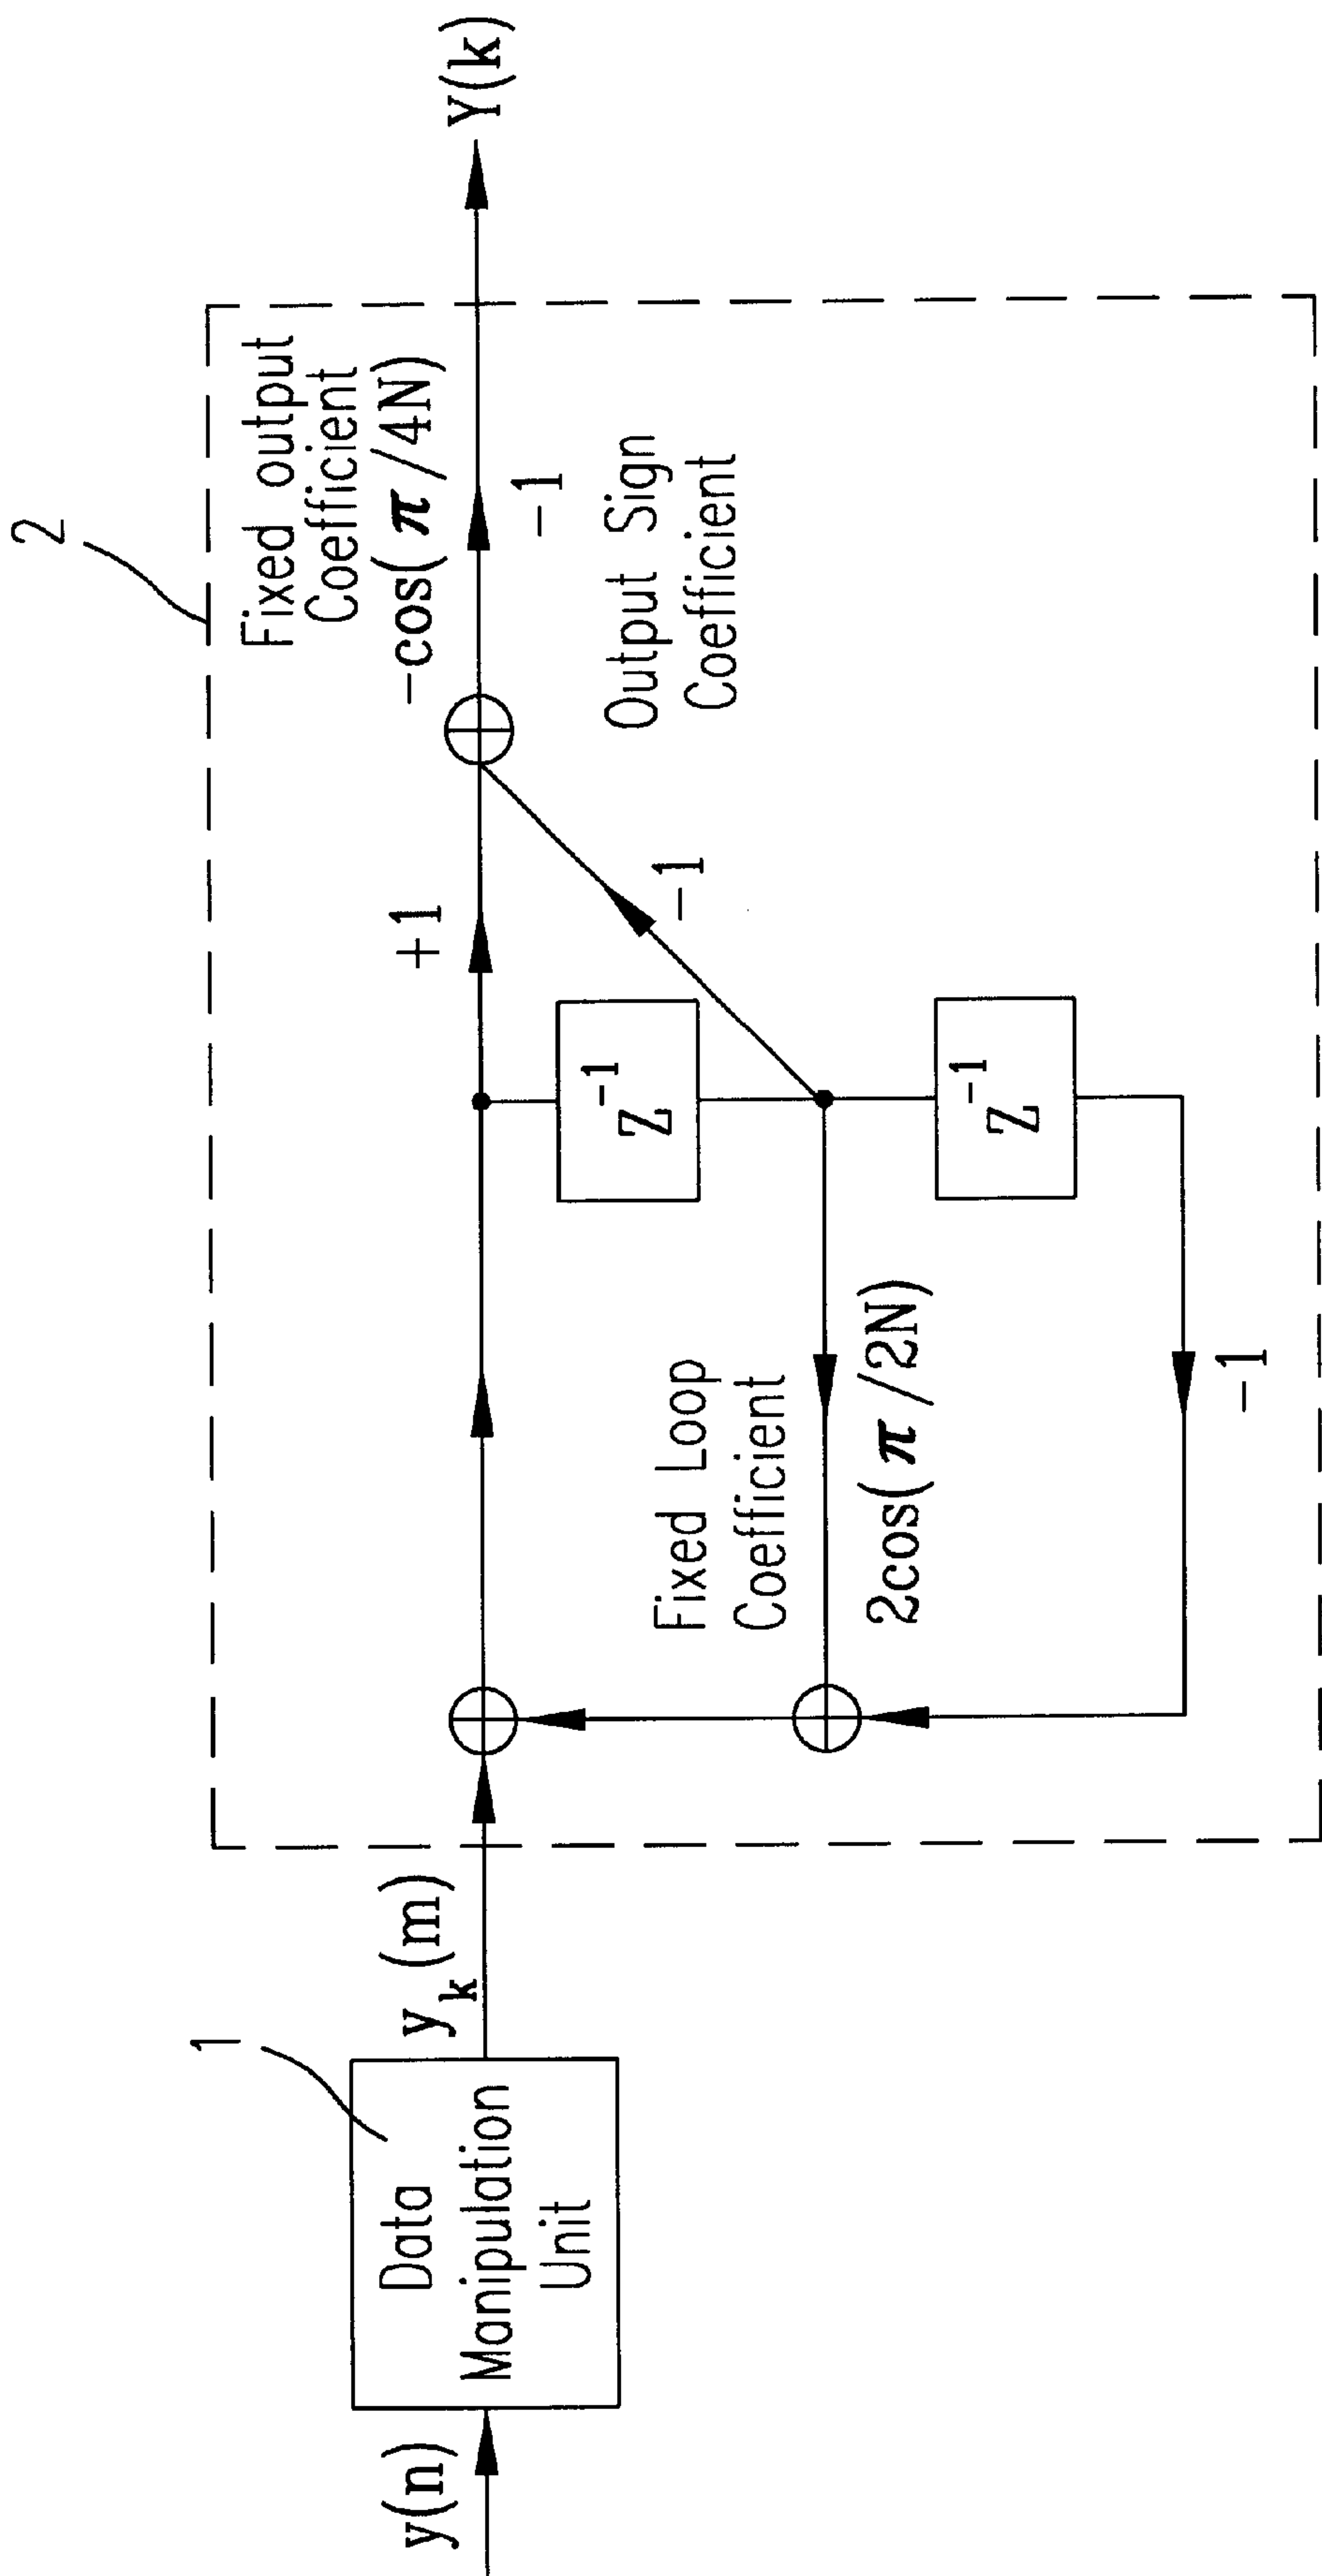 2
Fixed output
Coefficient
-cos(π/4N)
Y(k)
-1
Output Sign
Coefficient
+1
-1
Z⁻¹
Z⁻¹
Fixed Loop
Coefficient
2cos(π/2N)
-1
1
y_k(m)
Data
Manipulation
Unit
y(n)